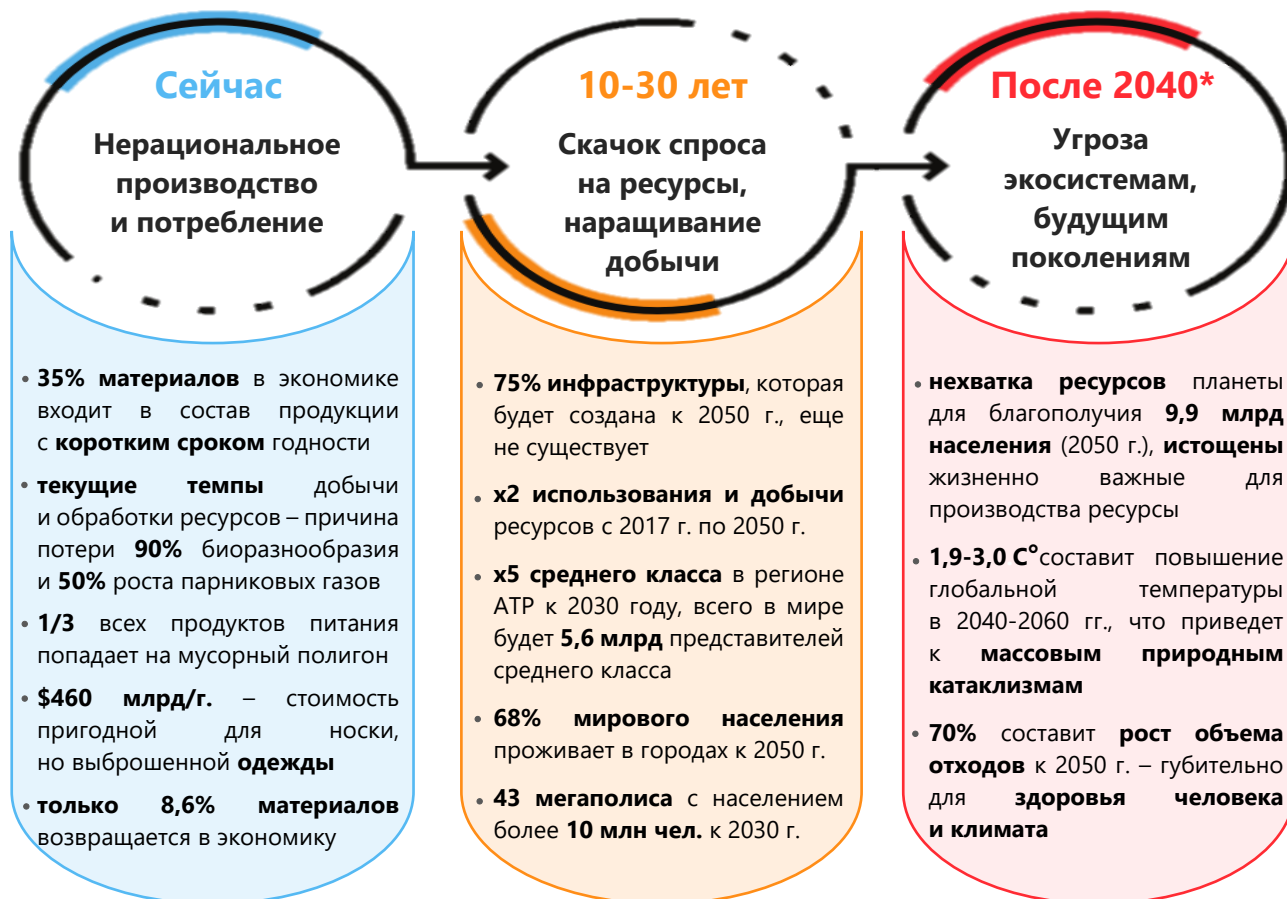 Сейчас
Нерациональное
производство
и потребление
• 35% материалов в экономике
входит в состав продукции
с коротким сроком годности
• текущие темпы добычи
и обработки ресурсов – причина
потери 90% биоразнообразия
и 50% роста парниковых газов
• 1/3 всех продуктов питания
попадает на мусорный полигон
• $460 млрд/г. – стоимость
пригодной для носки,
но выброшенной одежды
• только 8,6% материалов
возвращается в экономику
10-30 лет
Скачок спроса
на ресурсы,
наращивание
добычи
• 75% инфраструктуры, которая
будет создана к 2050 г., еще
не существует
• х2 использования и добычи
ресурсов с 2017 г. по 2050 г.
• х5 среднего класса в регионе
АТР к 2030 году, всего в мире
будет 5,6 млрд представителей
среднего класса
• 68% мирового населения
проживает в городах к 2050 г.
• 43 мегаполиса с населением
более 10 млн чел. к 2030 г.
После 2040*
Угроза
экосистемам,
будущим
поколениям
• нехватка ресурсов планеты
для благополучия 9,9 млрд
населения (2050 г.), истощены
жизненно важные для
производства ресурсы
• 1,9-3,0 С° составит повышение
глобальной температуры
в 2040-2060 гг., что приведет
к массовым природным
катаклизмам
• 70% составит рост объема
отходов к 2050 г. – губительно
для здоровья человека
и климата